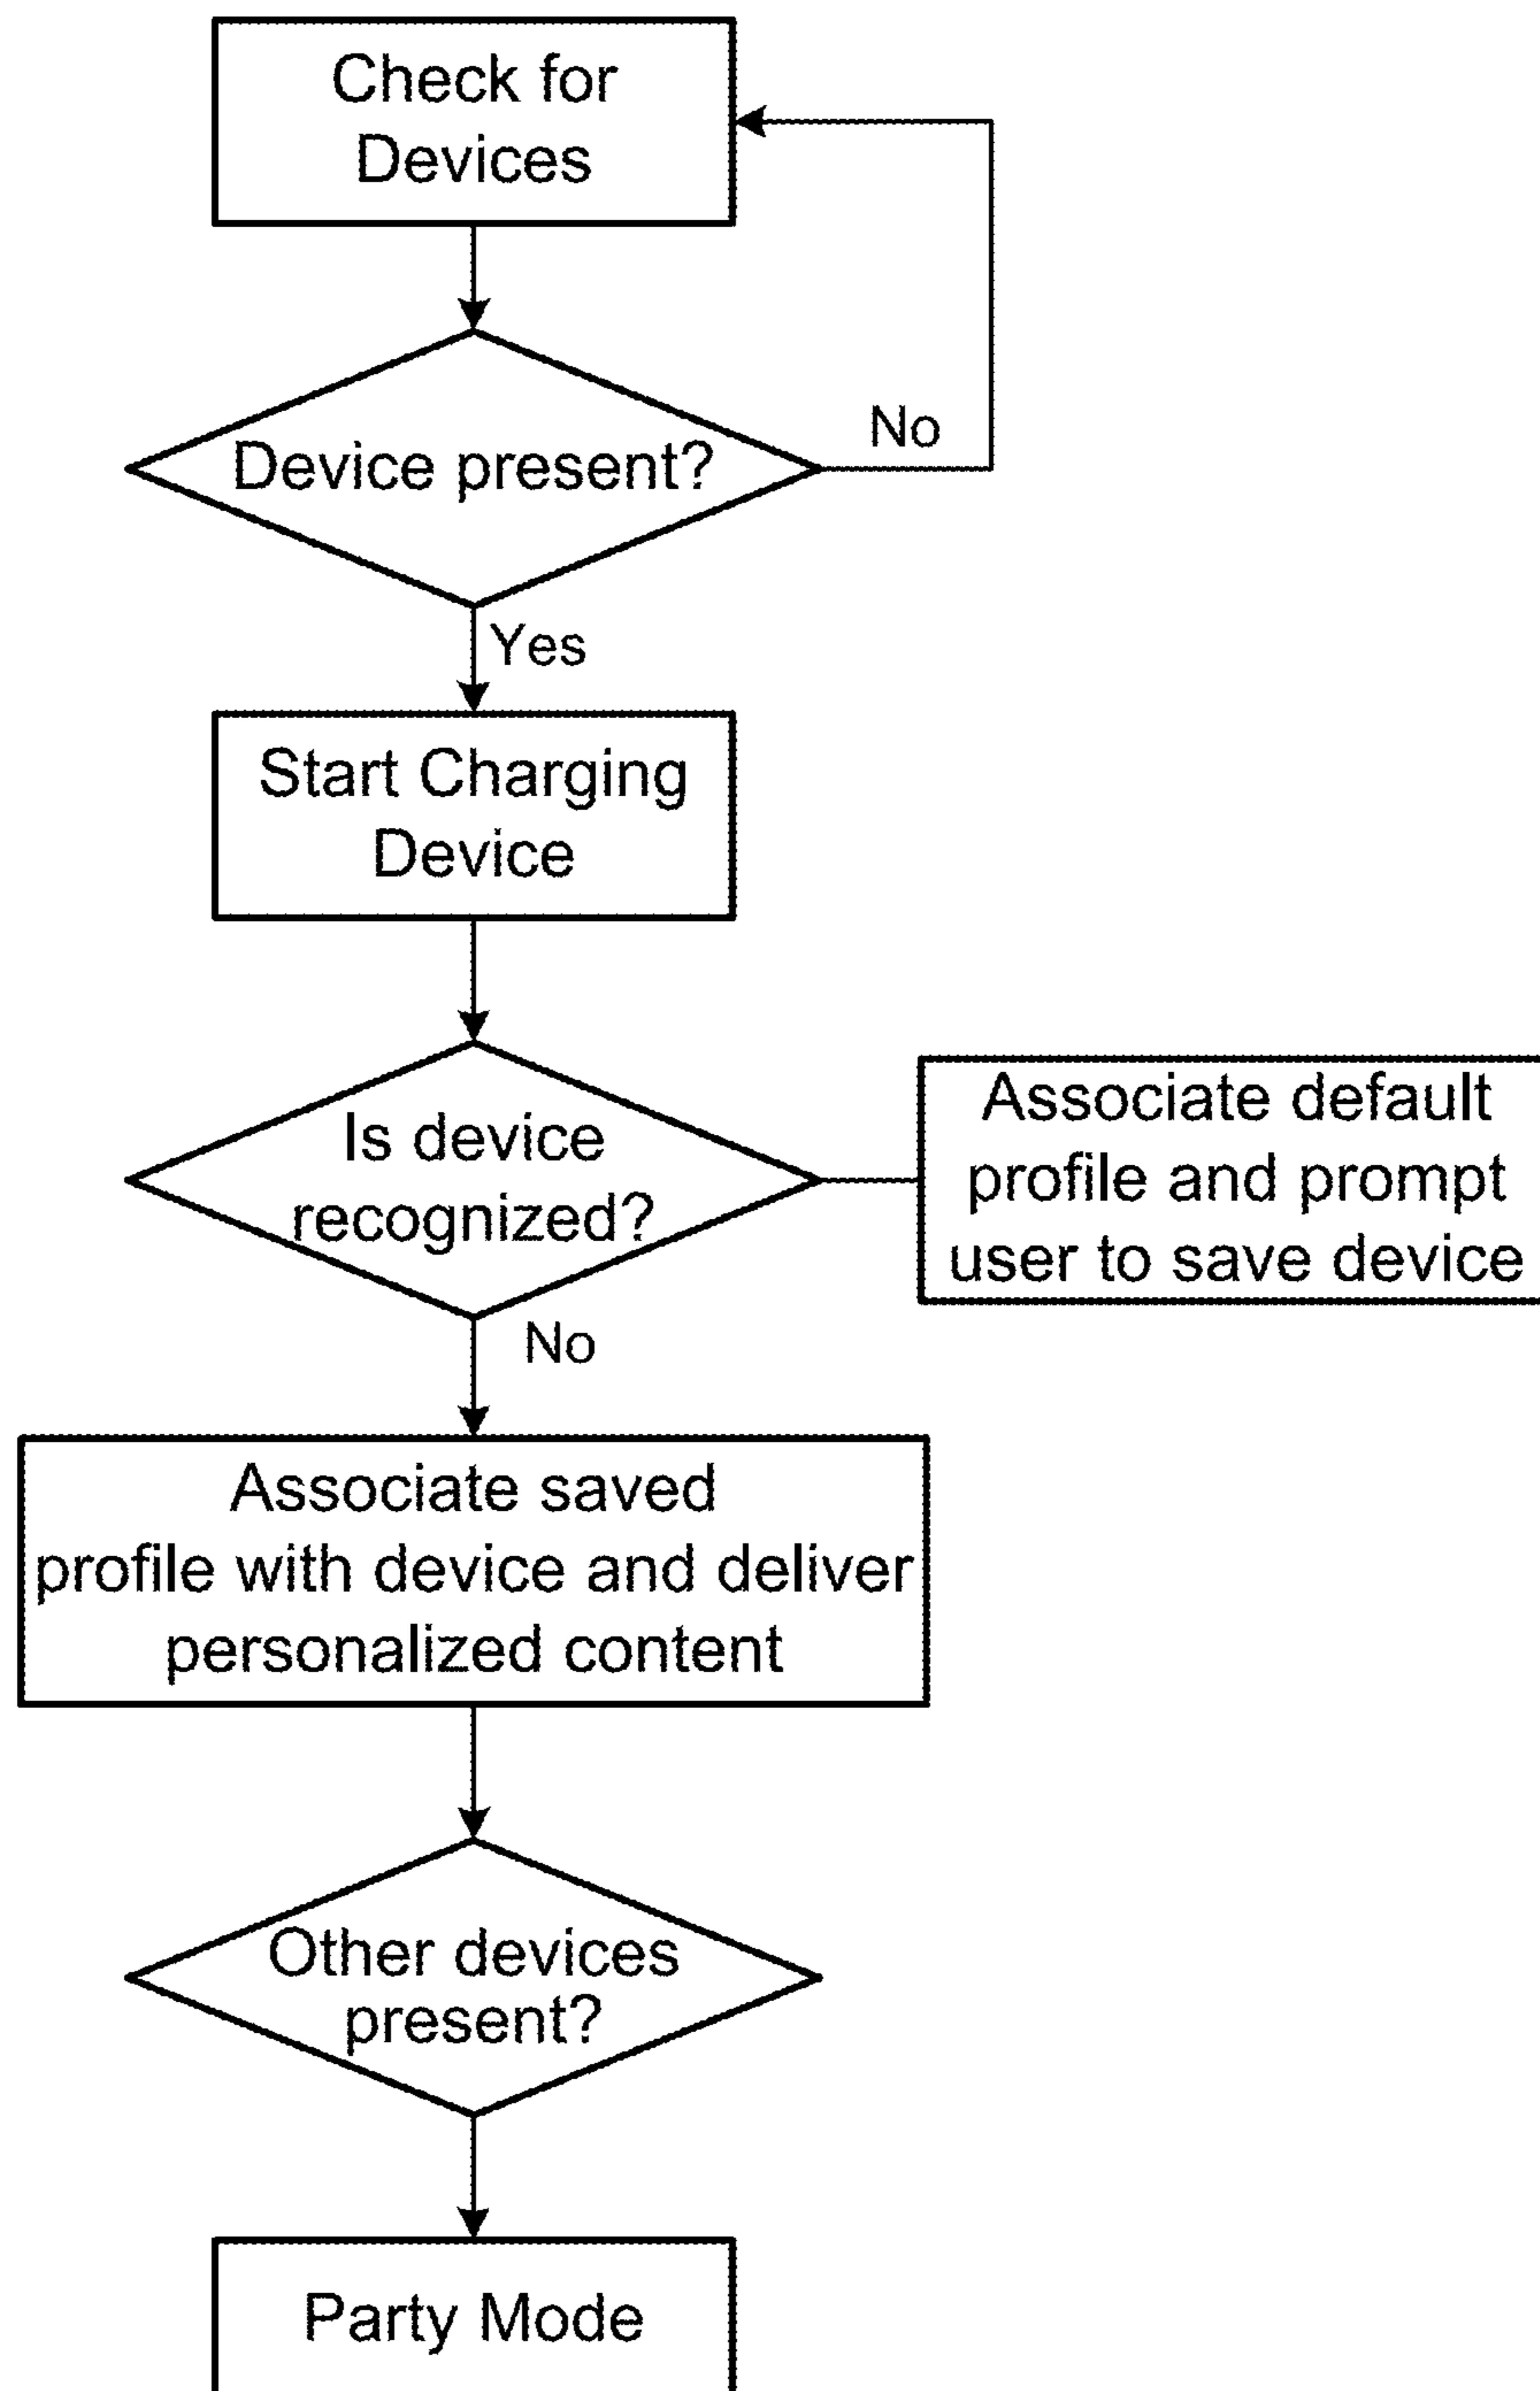 Check for
Devices
Device present?
No
Yes
Start Charging
Device
Is device
recognized?
Associate default
profile and prompt
user to save device
No
Associate saved
profile with device and deliver
personalized content
Other devices
present?
Party Mode